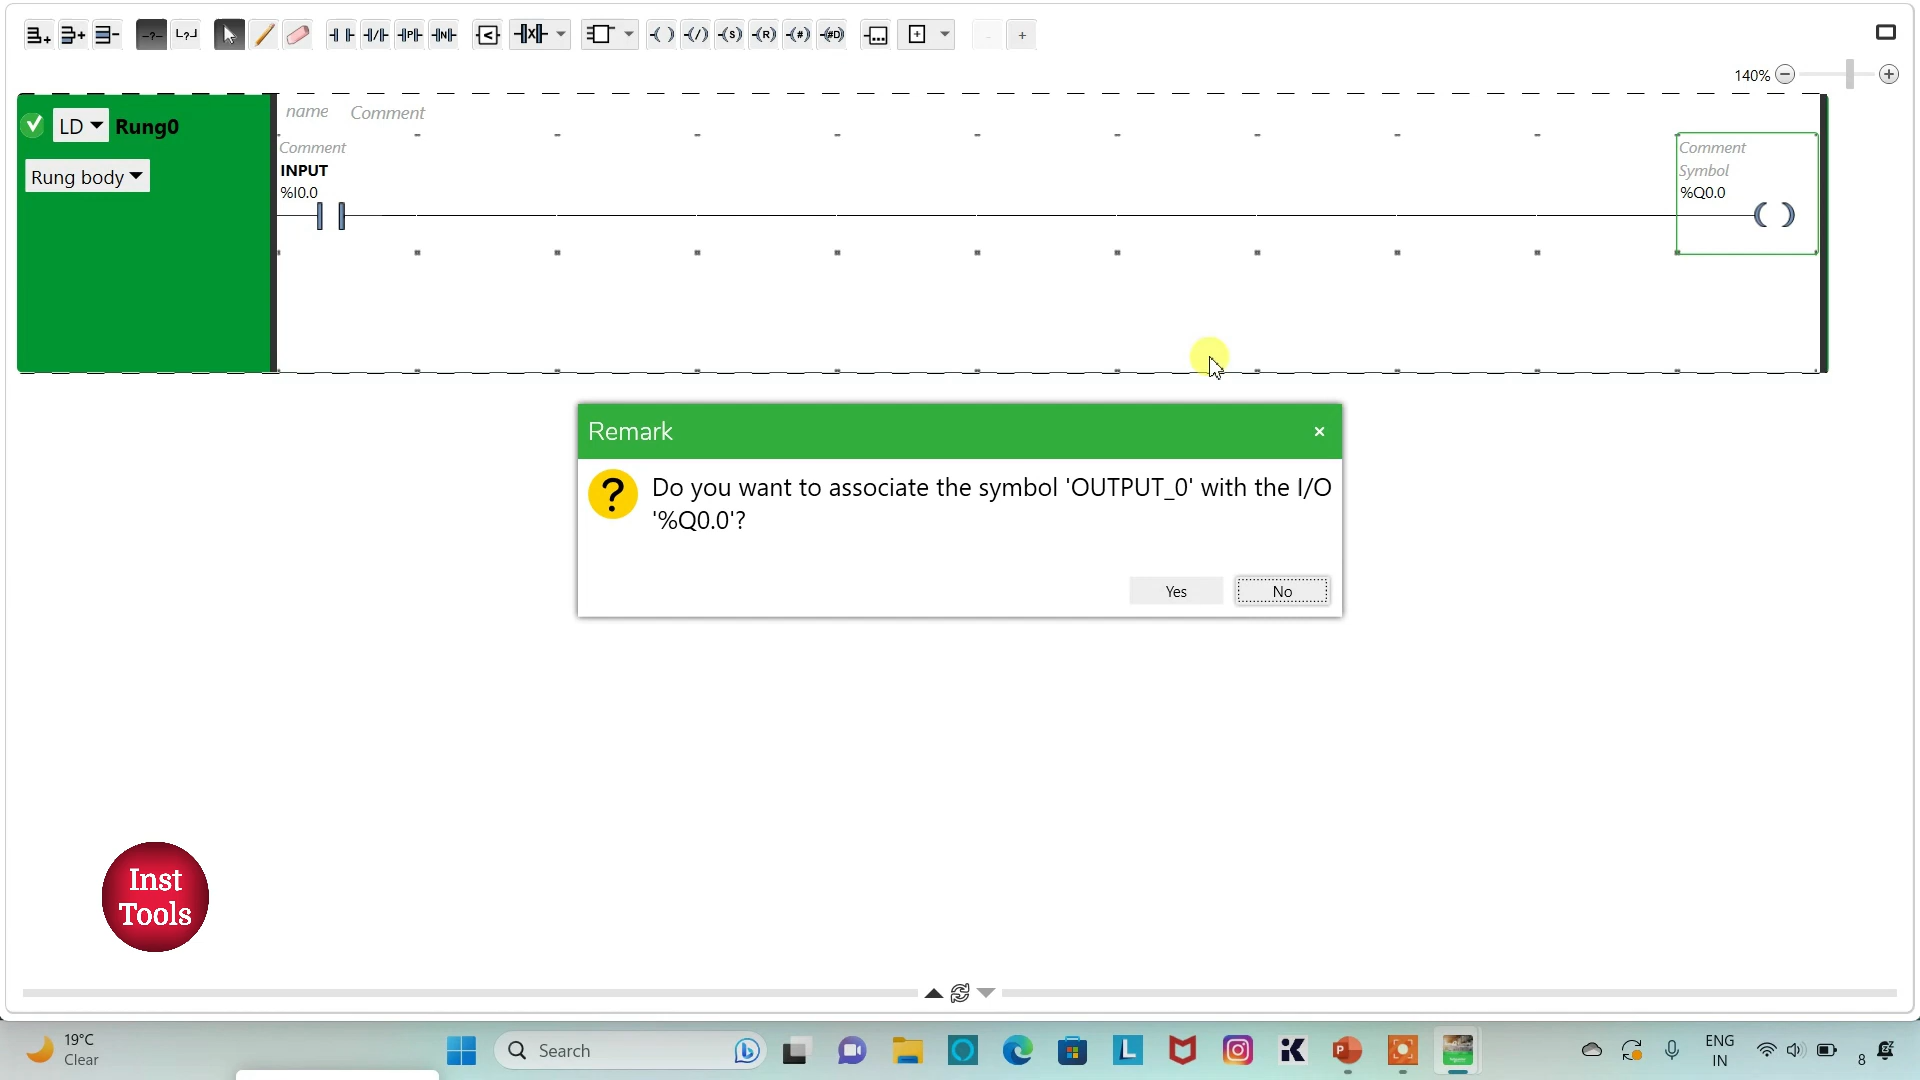 140%
LD Rung0
Rung body
name Comment
Comment
INPUT
%I0.0
Comment
Symbol
%Q0.0
Remark
Do you want to associate the symbol 'OUTPUT_0' with the I/O
'%Q0.0'?
Yes No
Inst
Tools
19°C
Clear
Search
ENG
IN
8